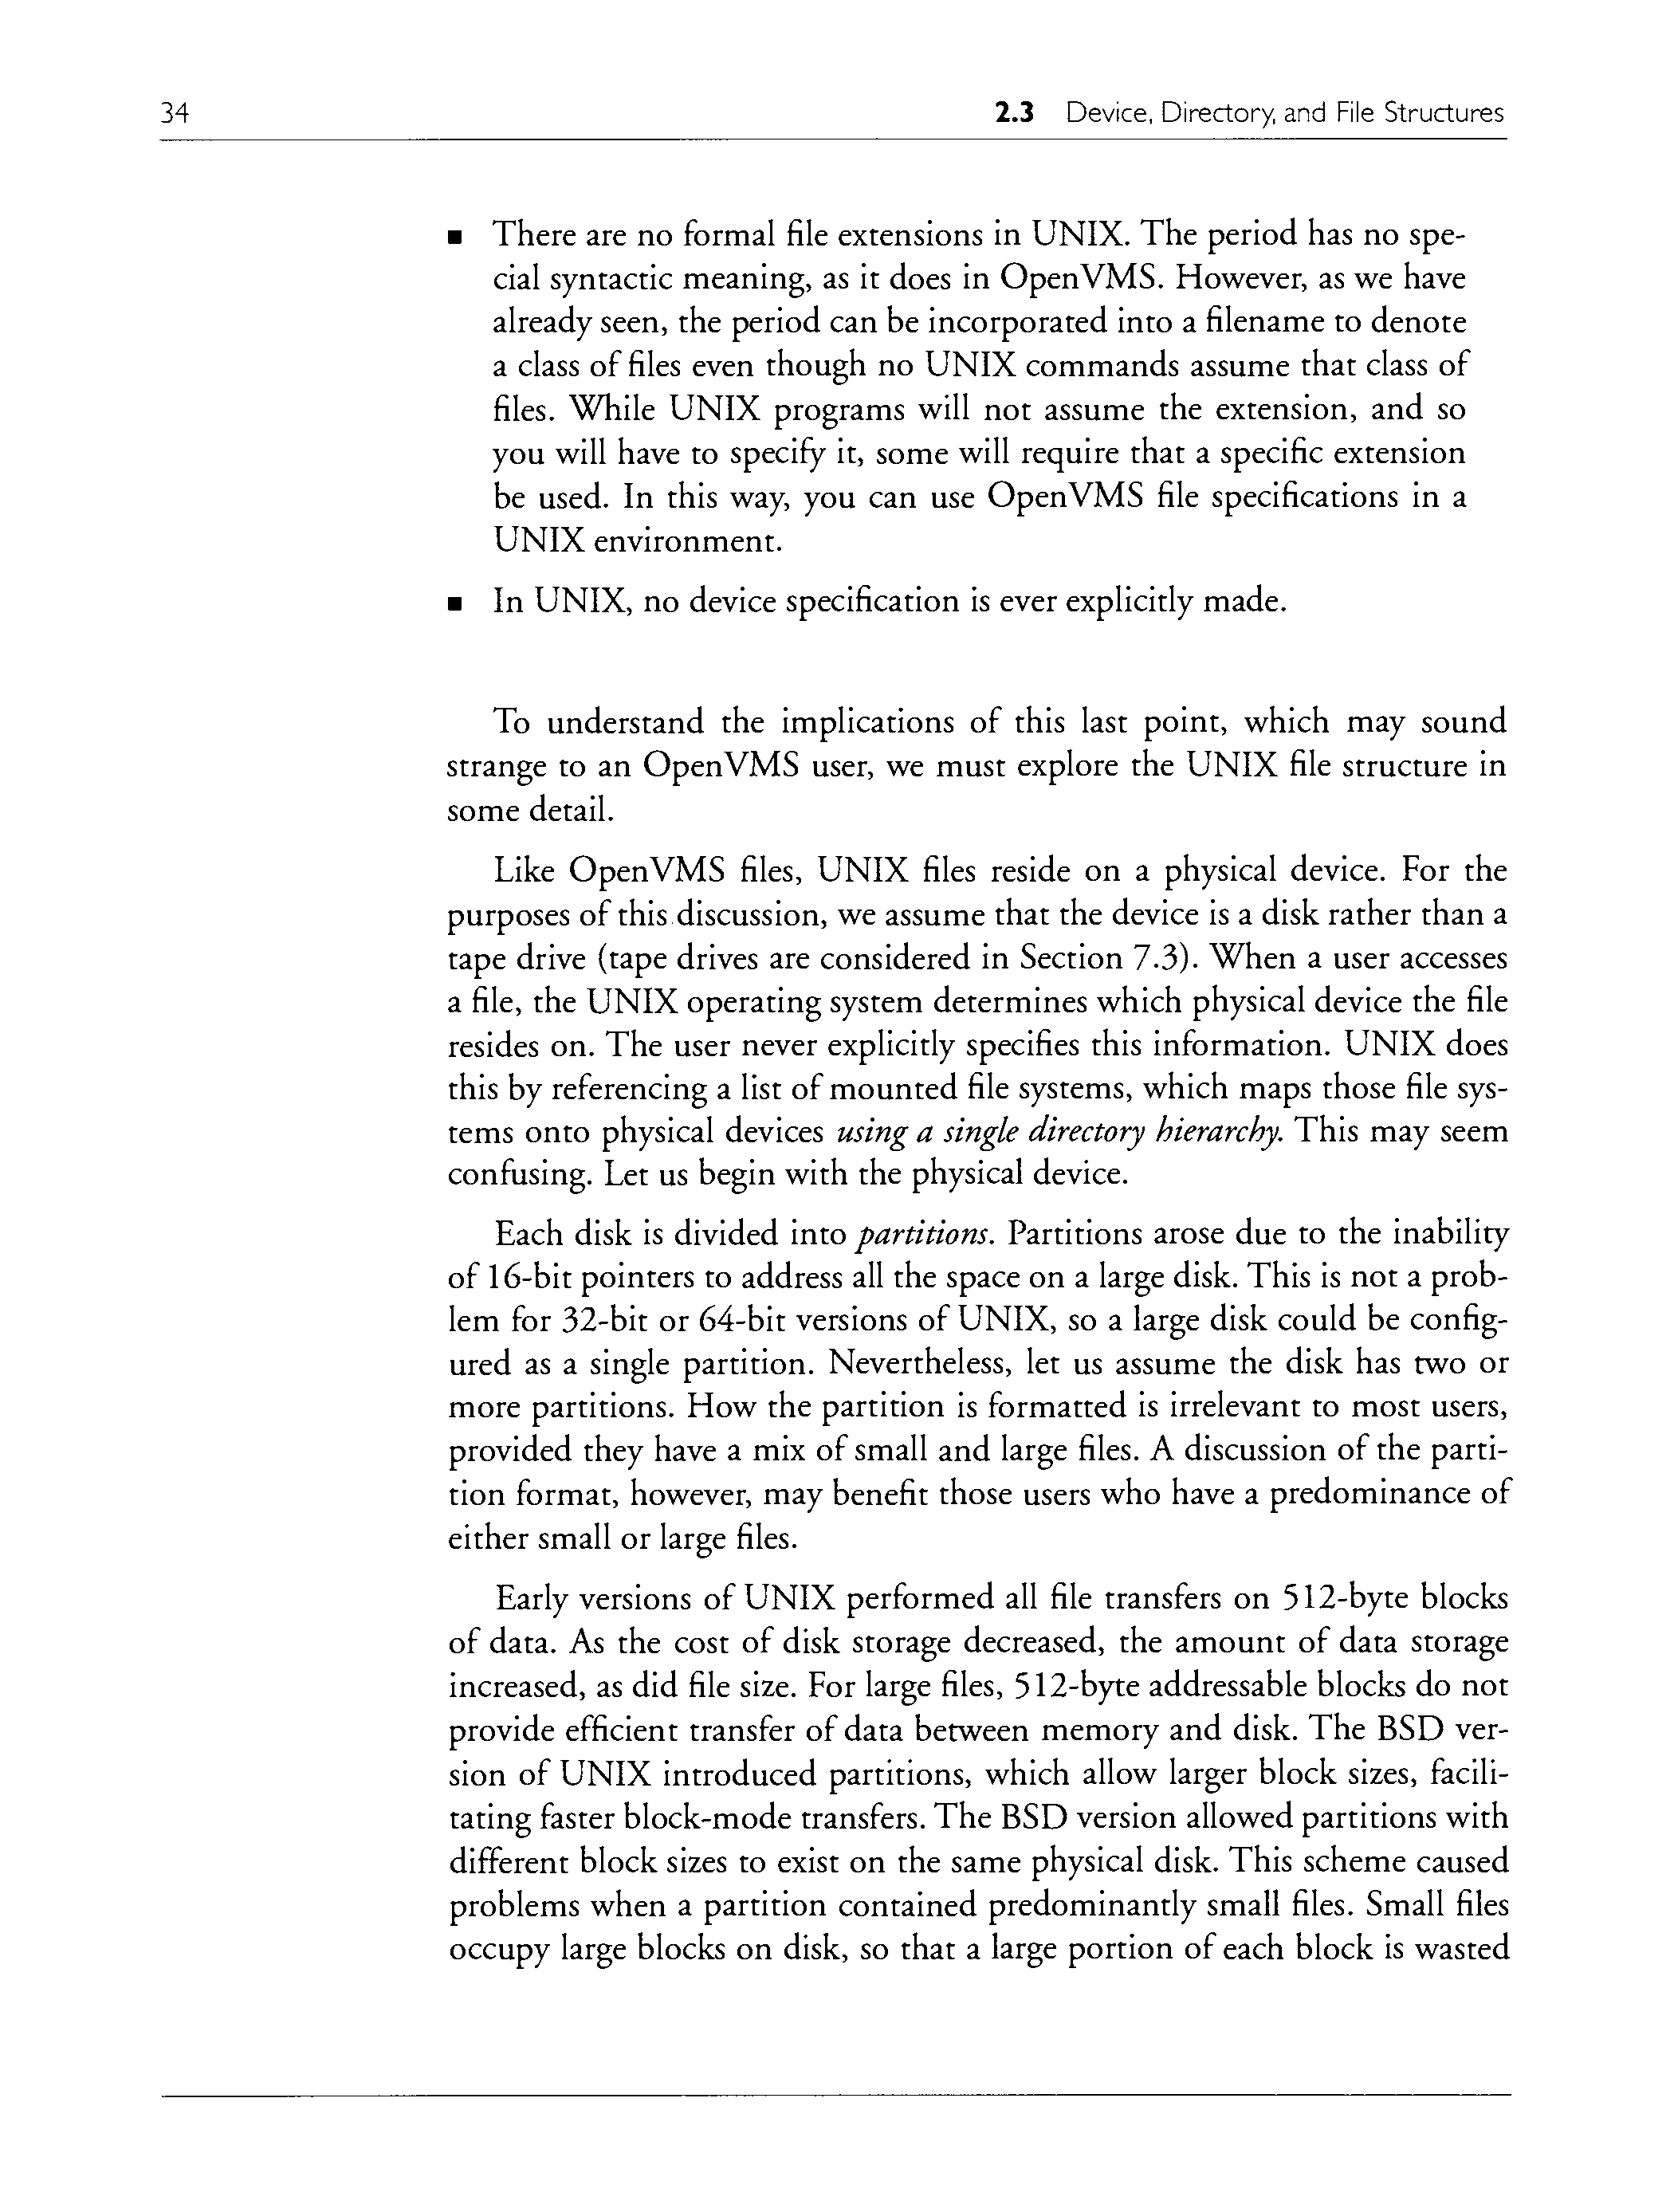 34
2.3 Device, Directory, and File Structures
■ There are no formal file extensions in UNIX. The period has no spe-
cial syntactic meaning, as it does in OpenVMS. However, as we have
already seen, the period can be incorporated into a filename to denote
a class of files even though no UNIX commands assume that class of
files. While UNIX programs will not assume the extension, and so
you will have to specify it, some will require that a specific extension
be used. In this way, you can use OpenVMS file specifications in a
UNIX environment.
■ In UNIX, no device specification is ever explicitly made.
To understand the implications of this last point, which may sound
strange to an OpenVMS user, we must explore the UNIX file structure in
some detail.
Like OpenVMS files, UNIX files reside on a physical device. For the
purposes of this discussion, we assume that the device is a disk rather than a
tape drive (tape drives are considered in Section 7.3). When a user accesses
a file, the UNIX operating system determines which physical device the file
resides on. The user never explicitly specifies this information. UNIX does
this by referencing a list of mounted file systems, which maps those file sys-
tems onto physical devices using a single directory hierarchy. This may seem
confusing. Let us begin with the physical device.
Each disk is divided into partitions. Partitions arose due to the inability
of 16-bit pointers to address all the space on a large disk. This is not a prob-
lem for 32-bit or 64-bit versions of UNIX, so a large disk could be config-
ured as a single partition. Nevertheless, let us assume the disk has two or
more partitions. How the partition is formatted is irrelevant to most users,
provided they have a mix of small and large files. A discussion of the parti-
tion format, however, may benefit those users who have a predominance of
either small or large files.
Early versions of UNIX performed all file transfers on 512-byte blocks
of data. As the cost of disk storage decreased, the amount of data storage
increased, as did file size. For large files, 512-byte addressable blocks do not
provide efficient transfer of data between memory and disk. The BSD ver-
sion of UNIX introduced partitions, which allow larger block sizes, facili-
tating faster block-mode transfers. The BSD version allowed partitions with
different block sizes to exist on the same physical disk. This scheme caused
problems when a partition contained predominantly small files. Small files
occupy large blocks on disk, so that a large portion of each block is wasted